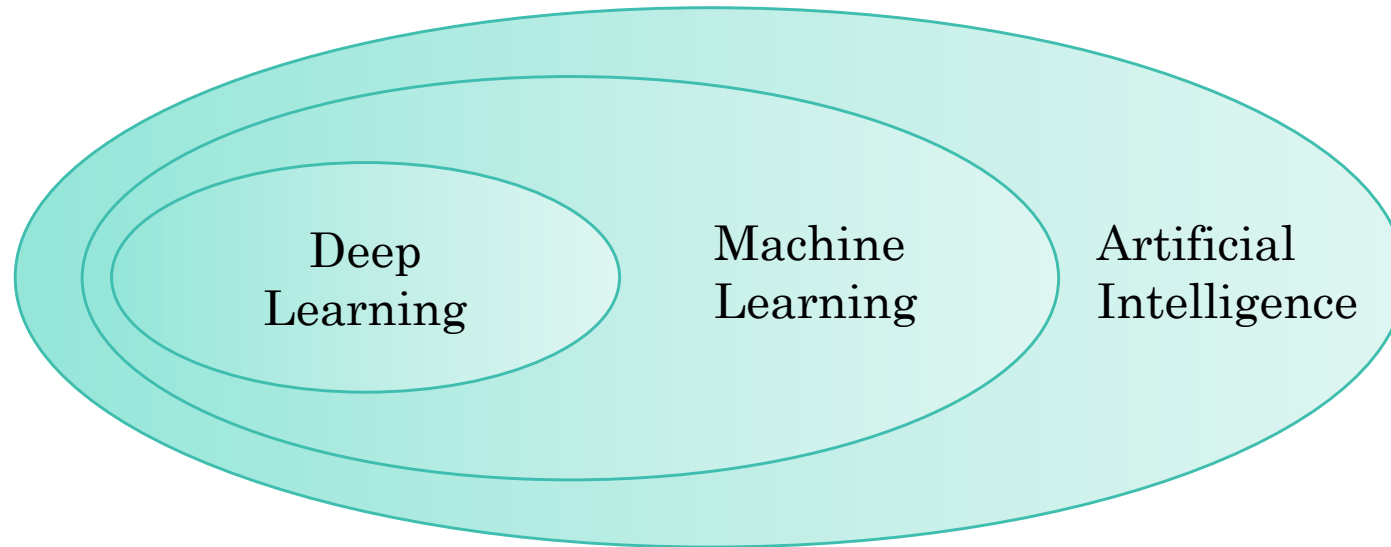 Deep
Learning
Machine
Learning
Artificial
Intelligence